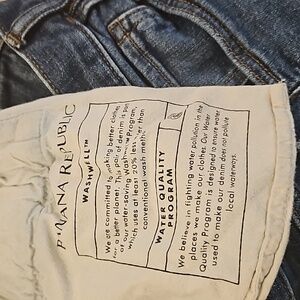 BANANA REPUBLIC
WASHWELL™
We are committed to making better clothes
for a better planet. This pair of denim is part
of our water-saving Washwell Program
which uses at least 20% less water than
conventional wash methods.
WATER QUALITY
PROGRAM
We believe in fighting water pollution in the
places we make our clothes. Our Water
Quality Program is designed to ensure water
used to make our denim does not pollute
local waterways.